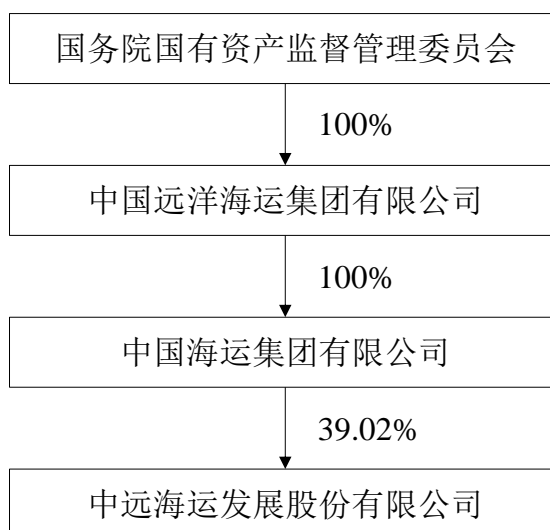 国务院国有资产监督管理委员会
100%
中国远洋海运集团有限公司
100%
中国海运集团有限公司
39.02%
中远海运发展股份有限公司